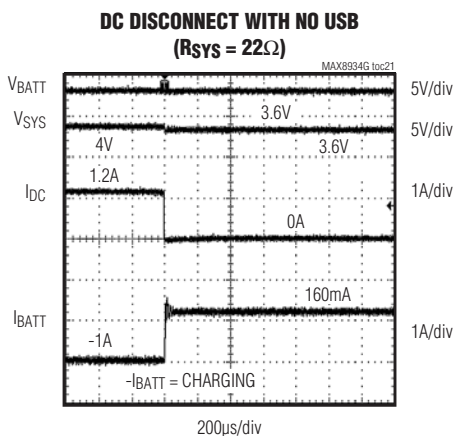 DC DISCONNECT WITH NO USB
(RSYS = 22Ω)
MAX8934G toc21
VBATT
5V/div
3.6V
VSYS
5V/div
4V
3.6V
1.2A
IDC
1A/div
0A
160mA
IBATT
1A/div
-1A
-IBATT = CHARGING
200µs/div